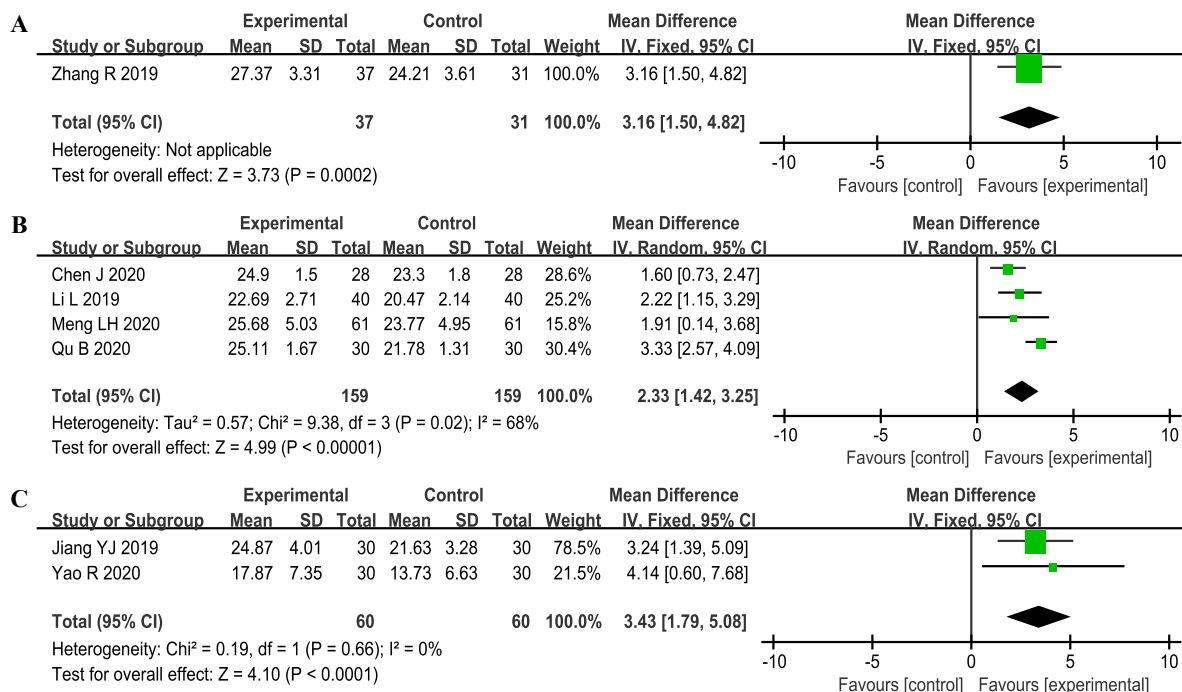 A
Experimental Control Mean Difference Mean Difference
Study or Subgroup Mean SD Total Mean SD Total Weight IV. Fixed. 95% CI IV. Fixed. 95% CI
Zhang R 2019 27.37 3.31 37 24.21 3.61 31 100.0% 3.16 [1.50, 4.82]
Total (95% CI) 37 31 100.0% 3.16 [1.50, 4.82]
Heterogeneity: Not applicable
Test for overall effect: Z = 3.73 (P = 0.0002)
-10 -5 0 5 10
Favours [control] Favours [experimental]
B
Experimental Control Mean Difference Mean Difference
Study or Subgroup Mean SD Total Mean SD Total Weight IV. Random. 95% CI IV. Random. 95% CI
Chen J 2020 24.9 1.5 28 23.3 1.8 28 28.6% 1.60 [0.73, 2.47]
Li L 2019 22.69 2.71 40 20.47 2.14 40 25.2% 2.22 [1.15, 3.29]
Meng LH 2020 25.68 5.03 61 23.77 4.95 61 15.8% 1.91 [0.14, 3.68]
Qu B 2020 25.11 1.67 30 21.78 1.31 30 30.4% 3.33 [2.57, 4.09]
Total (95% CI) 159 159 100.0% 2.33 [1.42, 3.25]
Heterogeneity: Tau² = 0.57; Chi² = 9.38, df = 3 (P = 0.02); I² = 68%
Test for overall effect: Z = 4.99 (P < 0.00001)
-10 -5 0 5 10
Favours [control] Favours [experimental]
C
Experimental Control Mean Difference Mean Difference
Study or Subgroup Mean SD Total Mean SD Total Weight IV. Fixed. 95% CI IV. Fixed. 95% CI
Jiang YJ 2019 24.87 4.01 30 21.63 3.28 30 78.5% 3.24 [1.39, 5.09]
Yao R 2020 17.87 7.35 30 13.73 6.63 30 21.5% 4.14 [0.60, 7.68]
Total (95% CI) 60 60 100.0% 3.43 [1.79, 5.08]
Heterogeneity: Chi² = 0.19, df = 1 (P = 0.66); I² = 0%
Test for overall effect: Z = 4.10 (P < 0.0001)
-10 -5 0 5 10
Favours [control] Favours [experimental]